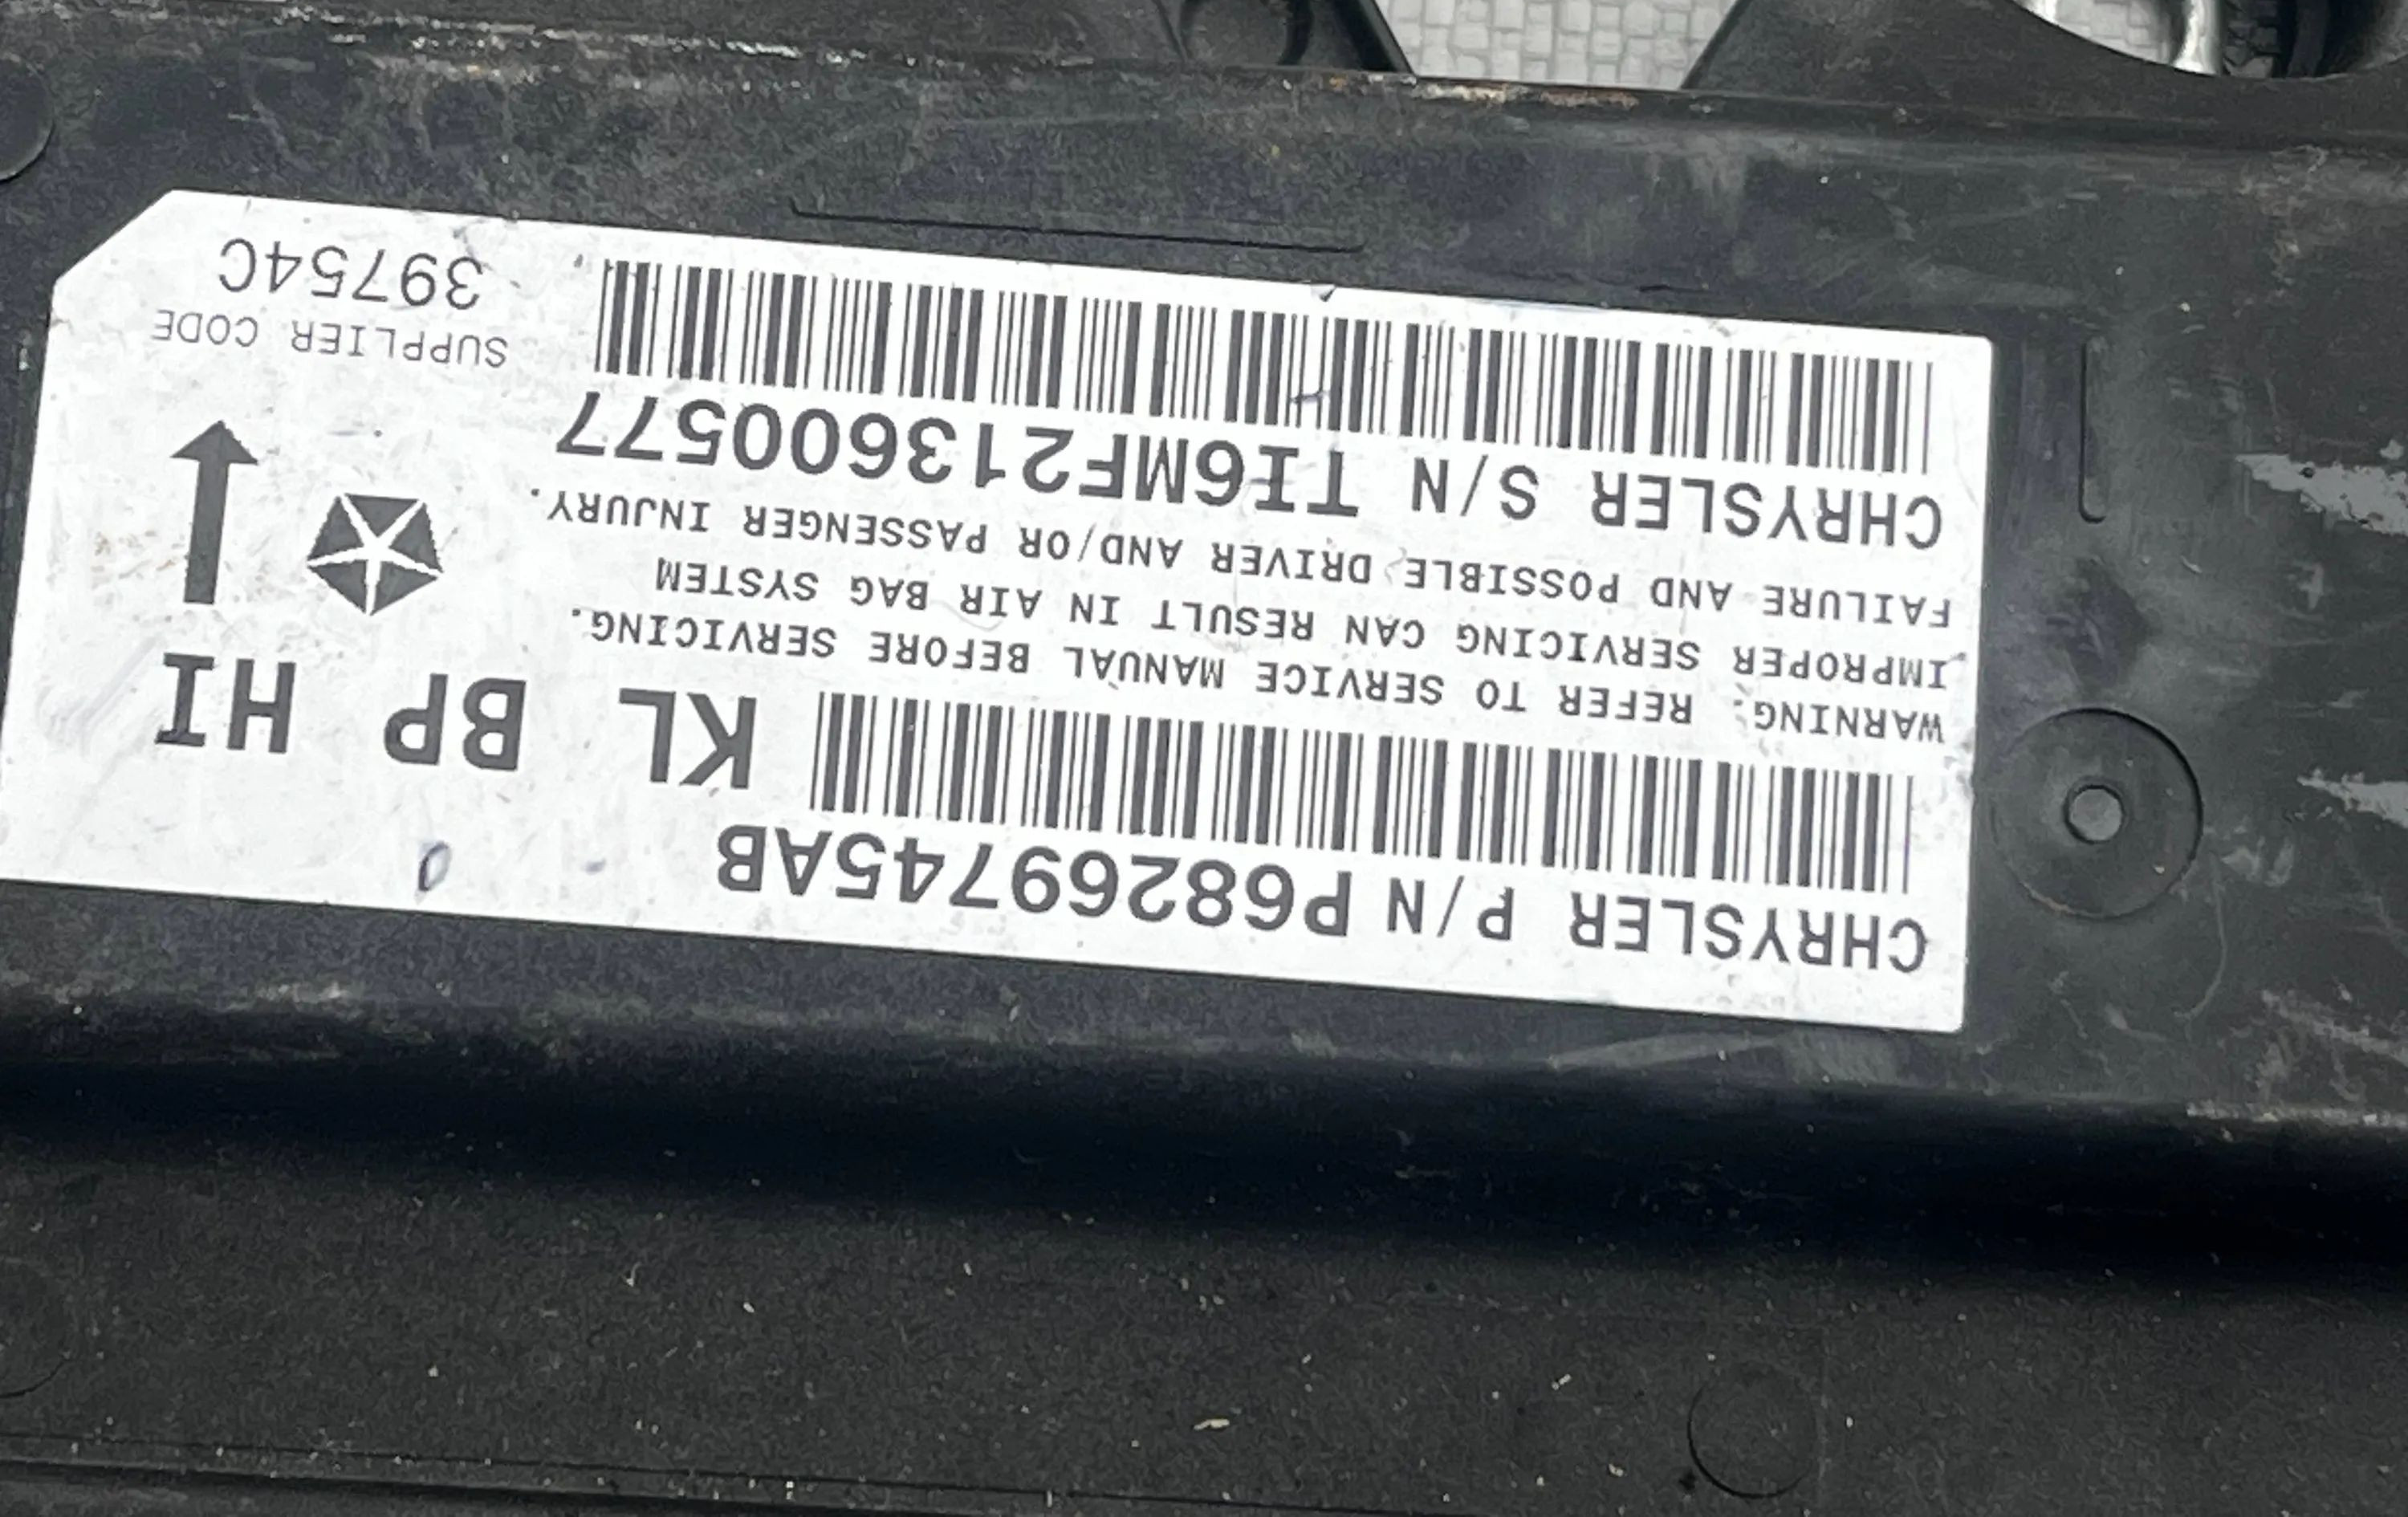 CHRYSLER P/N P68269745AB
KL BP HI
WARNING: REFER TO SERVICE MANUAL BEFORE SERVICING.
IMPROPER SERVICING CAN RESULT IN AIR BAG SYSTEM
FAILURE AND POSSIBLE DRIVER AND/OR PASSENGER INJURY.
CHRYSLER S/N TI6MF213600577
SUPPLIER CODE
39754C